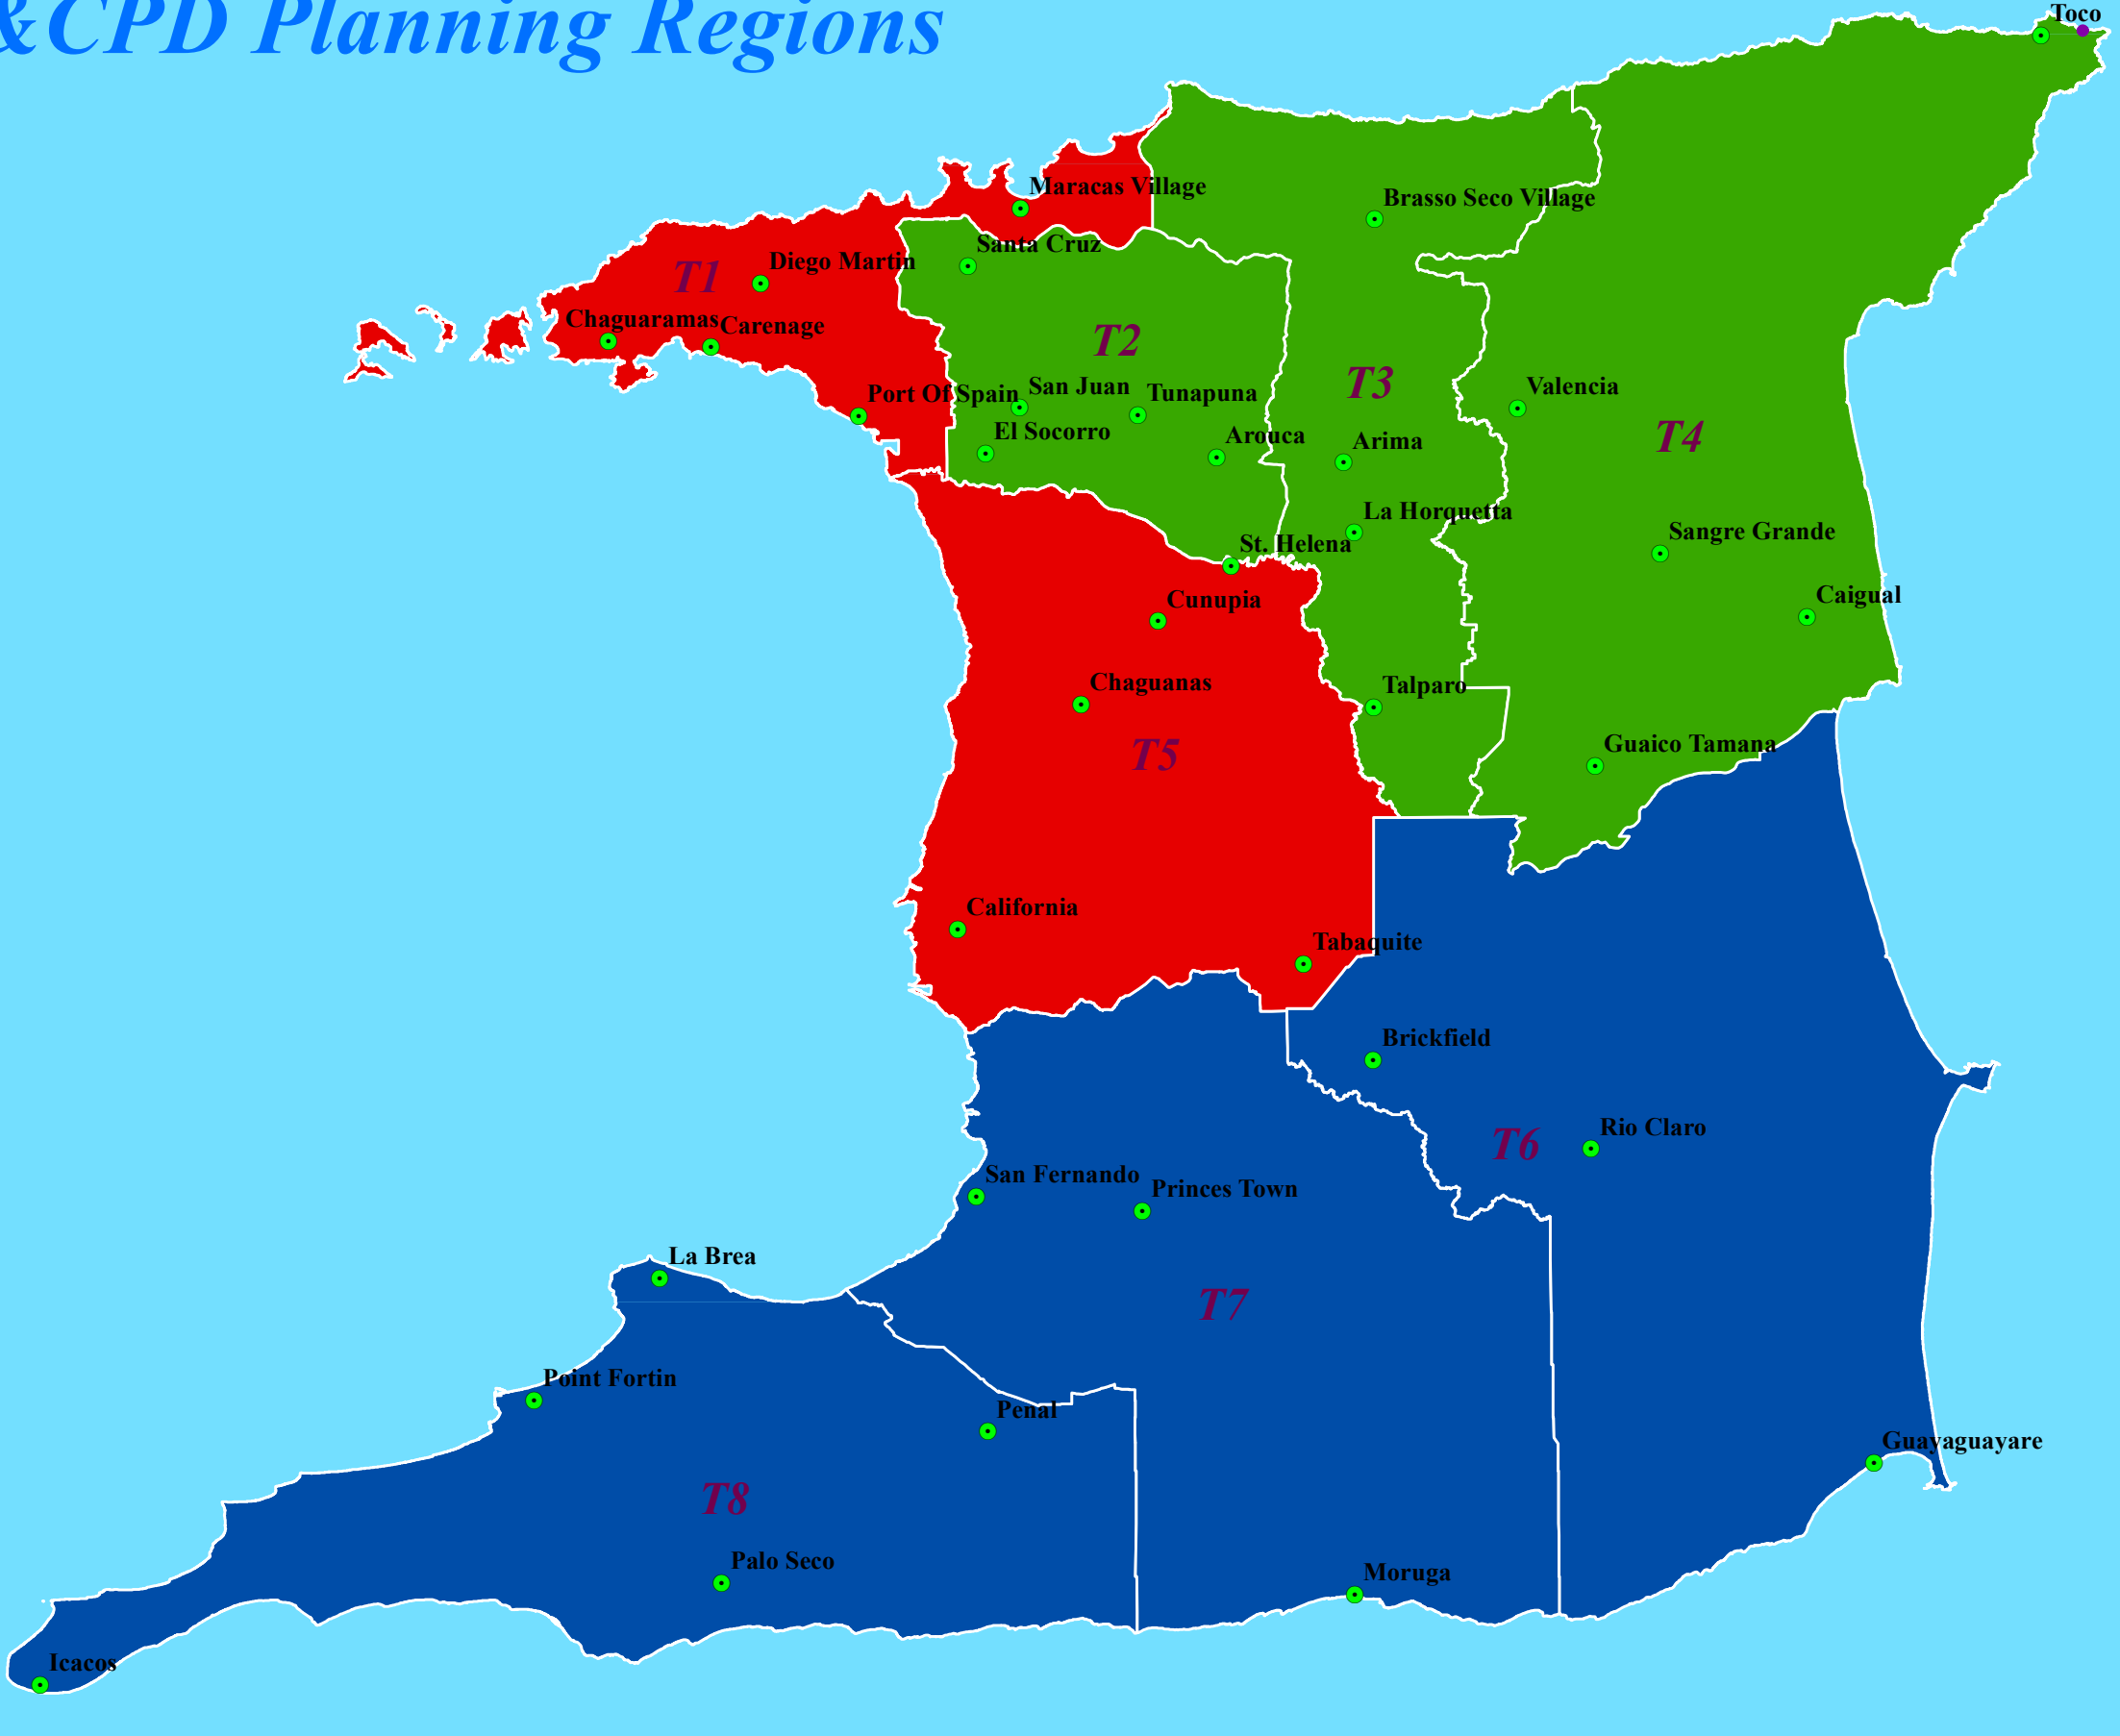 &CPD Planning Regions
Toco
Maracas Village
Brasso Seco Village
Santa Cruz
Diego Martin
T1
Chaguaramas
Carenage
T2
T3
Port Of Spain
San Juan
Tunapuna
Valencia
El Socorro
Arouca
Arima
T4
La Horquetta
Sangre Grande
St. Helena
Cunupia
Caigual
Chaguanas
Talparo
T5
Guaico Tamana
California
Tabaquite
Brickfield
Rio Claro
T6
San Fernando
Princes Town
La Brea
T7
Point Fortin
Penal
Guayaguayare
T8
Palo Seco
Moruga
Icacos